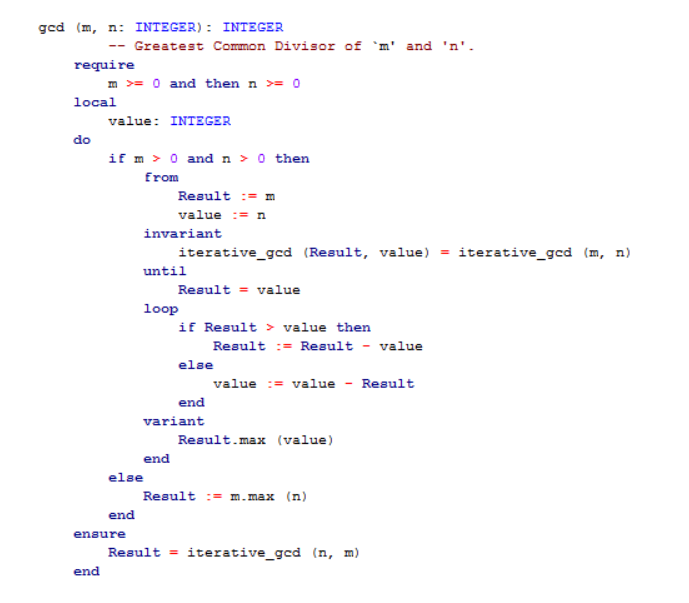 gcd (m, n: INTEGER): INTEGER
-- Greatest Common Divisor of `m' and 'n'.
require
m >= 0 and then n >= 0
local
value: INTEGER
do
if m > 0 and n > 0 then
from
Result := m
value := n
invariant
iterative_gcd (Result, value) = iterative_gcd (m, n)
until
Result = value
loop
if Result > value then
Result := Result - value
else
value := value - Result
end
variant
Result.max (value)
end
else
Result := m.max (n)
end
ensure
Result = iterative_gcd (n, m)
end